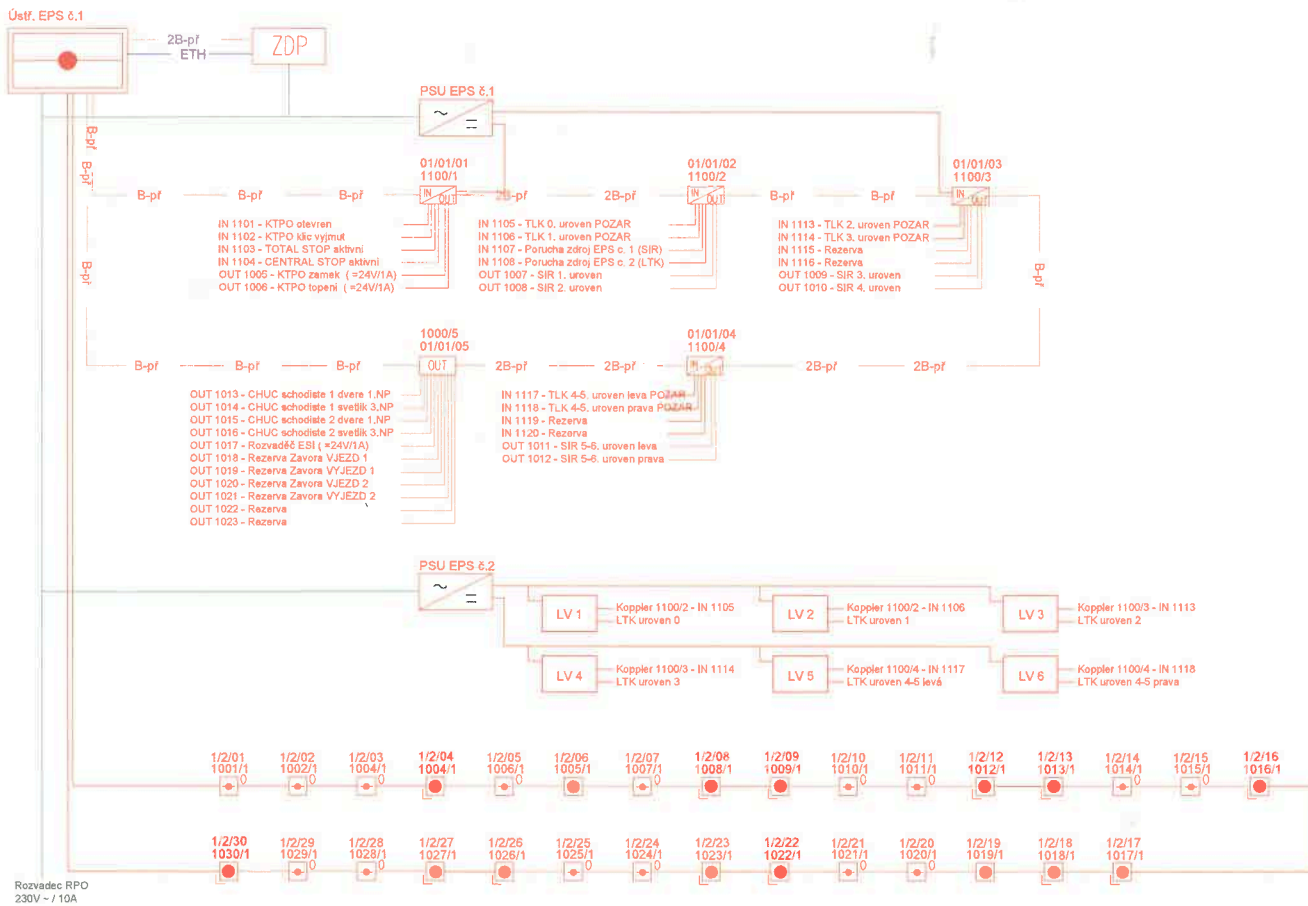 Ústř. EPS č.1
2B-př
ETH
ZDP
PSU EPS č.1
B-př
B-př
01/01/01
1100/1
01/01/02
1100/2
01/01/03
1100/3
B-př
B-př
B-př
IN
OUT
2B-př
2B-př
IN
OUT
B-př
B-př
IN
OUT
IN 1101 - KTPO otevren
IN 1102 - KTPO klic vyjmut
IN 1103 - TOTAL STOP aktivni
IN 1104 - CENTRAL STOP aktivni
OUT 1005 - KTPO zamek ( =24V/1A)
OUT 1006 - KTPO topeni ( =24V/1A)
IN 1105 - TLK 0. uroven POZAR
IN 1106 - TLK 1. uroven POZAR
IN 1107 - Porucha zdroj EPS c. 1 (SIR)
IN 1108 - Porucha zdroj EPS c. 2 (LTK)
OUT 1007 - SIR 1. uroven
OUT 1008 - SIR 2. uroven
IN 1113 - TLK 2. uroven POZAR
IN 1114 - TLK 3. uroven POZAR
IN 1115 - Rezerva
IN 1116 - Rezerva
OUT 1009 - SIR 3. uroven
OUT 1010 - SIR 4. uroven
B-př
B-př
1000/5
01/01/05
01/01/04
1100/4
B-př
B-př
B-př
OUT
2B-př
2B-př
IN
OUT
2B-př
2B-př
OUT 1013 - CHUC schodiste 1 dvere 1.NP
OUT 1014 - CHUC schodiste 1 svetlik 3.NP
OUT 1015 - CHUC schodiste 2 dvere 1.NP
OUT 1016 - CHUC schodiste 2 svetlik 3.NP
OUT 1017 - Rozvaděč ESI ( =24V/1A)
OUT 1018 - Rezerva Zavora VJEZD 1
OUT 1019 - Rezerva Zavora VYJEZD 1
OUT 1020 - Rezerva Zavora VJEZD 2
OUT 1021 - Rezerva Zavora VYJEZD 2
OUT 1022 - Rezerva
OUT 1023 - Rezerva
IN 1117 - TLK 4-5. uroven leva POZAR
IN 1118 - TLK 4-5. uroven prava POZAR
IN 1119 - Rezerva
IN 1120 - Rezerva
OUT 1011 - SIR 5-6. uroven leva
OUT 1012 - SIR 5-6. uroven prava
PSU EPS č.2
LV 1
Koppler 1100/2 - IN 1105
LTK uroven 0
LV 2
Koppler 1100/2 - IN 1106
LTK uroven 1
LV 3
Koppler 1100/3 - IN 1113
LTK uroven 2
LV 4
Koppler 1100/3 - IN 1114
LTK uroven 3
LV 5
Koppler 1100/4 - IN 1117
LTK uroven 4-5 levá
LV 6
Koppler 1100/4 - IN 1118
LTK uroven 4-5 prava
1/2/01 1/2/02 1/2/03 1/2/04 1/2/05 1/2/06 1/2/07 1/2/08 1/2/09 1/2/10 1/2/11 1/2/12 1/2/13 1/2/14 1/2/15 1/2/16
1001/1 1002/1 1004/1 1004/1 1006/1 1005/1 1007/1 1008/1 1009/1 1010/1 1011/1 1012/1 1013/1 1014/1 1015/1 1016/1
0 0 0 0 0 0 0 0 0
1/2/30 1/2/29 1/2/28 1/2/27 1/2/26 1/2/25 1/2/24 1/2/23 1/2/22 1/2/21 1/2/20 1/2/19 1/2/18 1/2/17
1030/1 1029/1 1028/1 1027/1 1026/1 1025/1 1024/1 1023/1 1022/1 1021/1 1020/1 1019/1 1018/1 1017/1
0 0 0 0 0 0
Rozvadec RPO
230V ~ / 10A